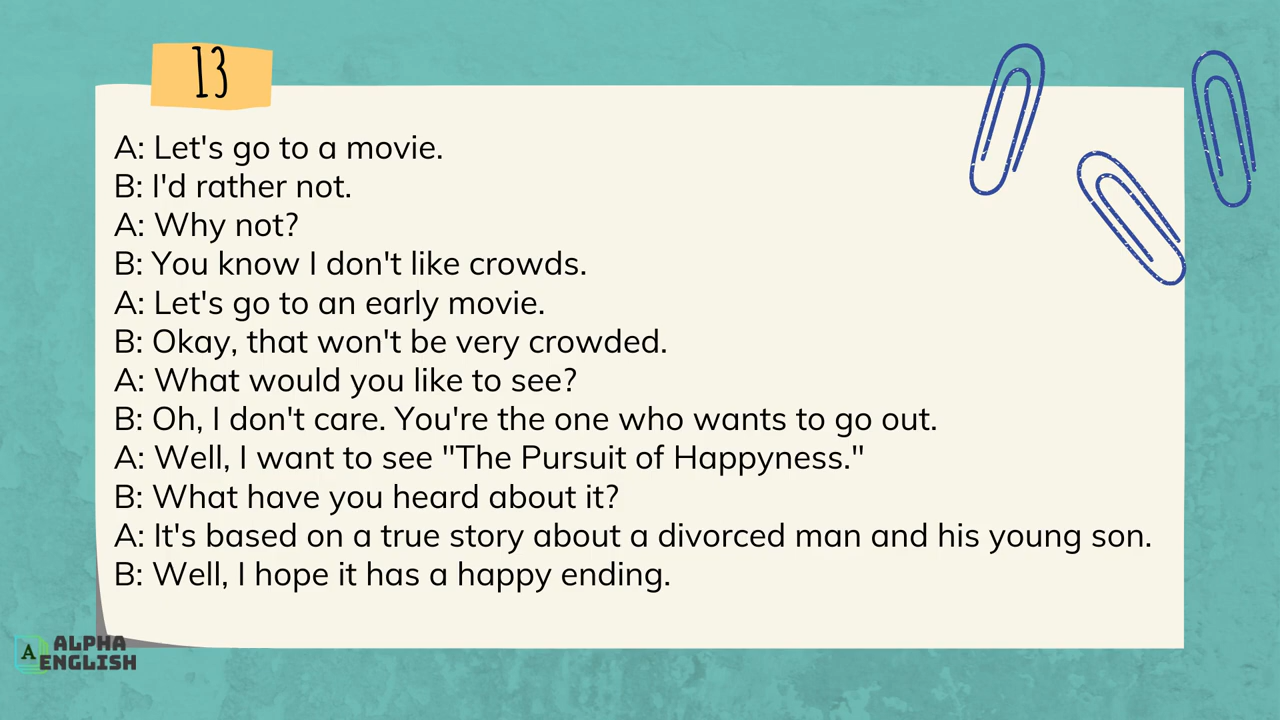 13
A: Let's go to a movie.
B: I'd rather not.
A: Why not?
B: You know I don't like crowds.
A: Let's go to an early movie.
B: Okay, that won't be very crowded.
A: What would you like to see?
B: Oh, I don't care. You're the one who wants to go out.
A: Well, I want to see "The Pursuit of Happyness."
B: What have you heard about it?
A: It's based on a true story about a divorced man and his young son.
B: Well, I hope it has a happy ending.
A ALPHA
ENGLISH